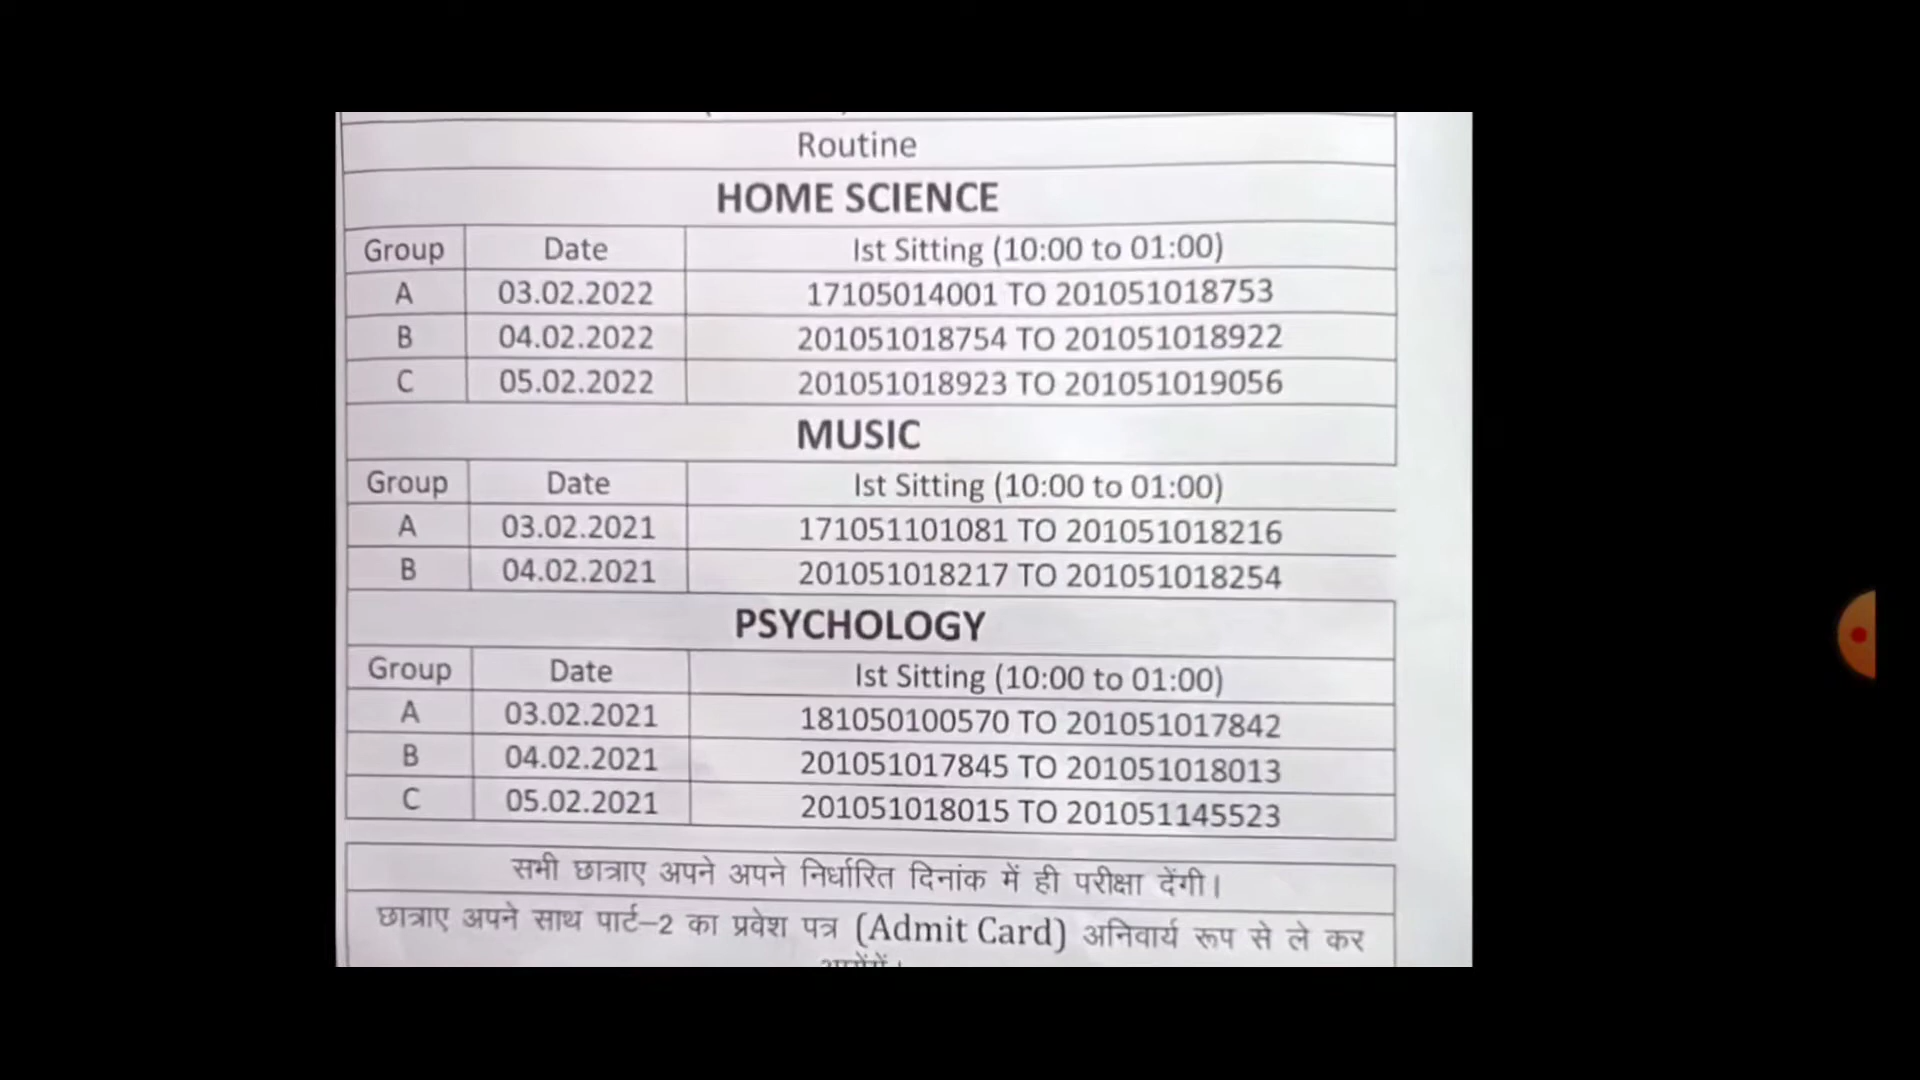 Routine
HOME SCIENCE
Group Date Ist Sitting (10:00 to 01:00)
A 03.02.2022 17105014001 TO 201051018753
B 04.02.2022 201051018754 TO 201051018922
C 05.02.2022 201051018923 TO 201051019056
MUSIC
Group Date Ist Sitting (10:00 to 01:00)
A 03.02.2021 171051101081 TO 201051018216
B 04.02.2021 201051018217 TO 201051018254
PSYCHOLOGY
Group Date Ist Sitting (10:00 to 01:00)
A 03.02.2021 181050100570 TO 201051017842
B 04.02.2021 201051017845 TO 201051018013
C 05.02.2021 201051018015 TO 201051145523
सभी छात्राए अपने अपने निर्धारित दिनांक में ही परीक्षा देंगी।
छात्राए अपने साथ पार्ट–2 का प्रवेश पत्र (Admit Card) अनिवार्य रूप से ले कर